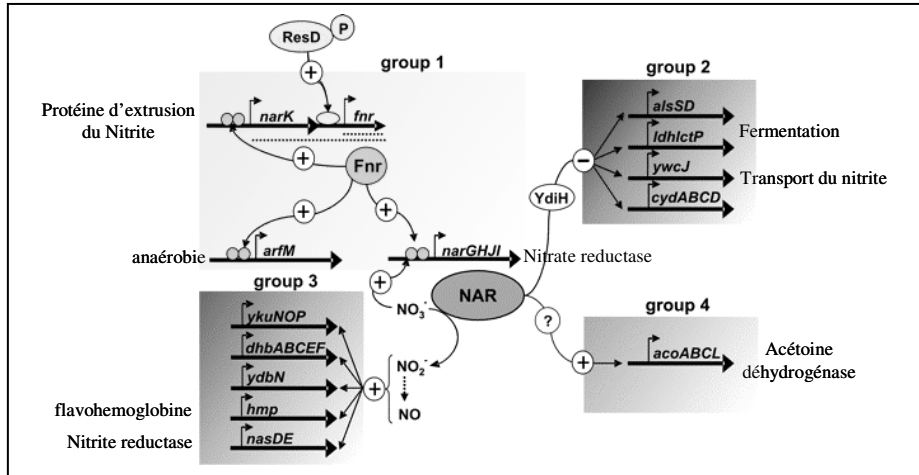 ResD
P
group 1
Protéine d'extrusion
du Nitrite
narK
fnr
+
+
Fnr
+
+
anaérobie
arfM
narGHJI
Nitrate reductase
group 2
alsSD
ldhlctP
ywcJ
cydABCD
Fermentation
Transport du nitrite
−
YdiH
group 3
ykuNOP
dhbABCEF
ydbN
hmp
nasDE
flavohemoglobine
Nitrite reductase
+
NO3-
NAR
+
NO2-
NO
?
+
group 4
acoABCL
Acétoine
déhydrogénase